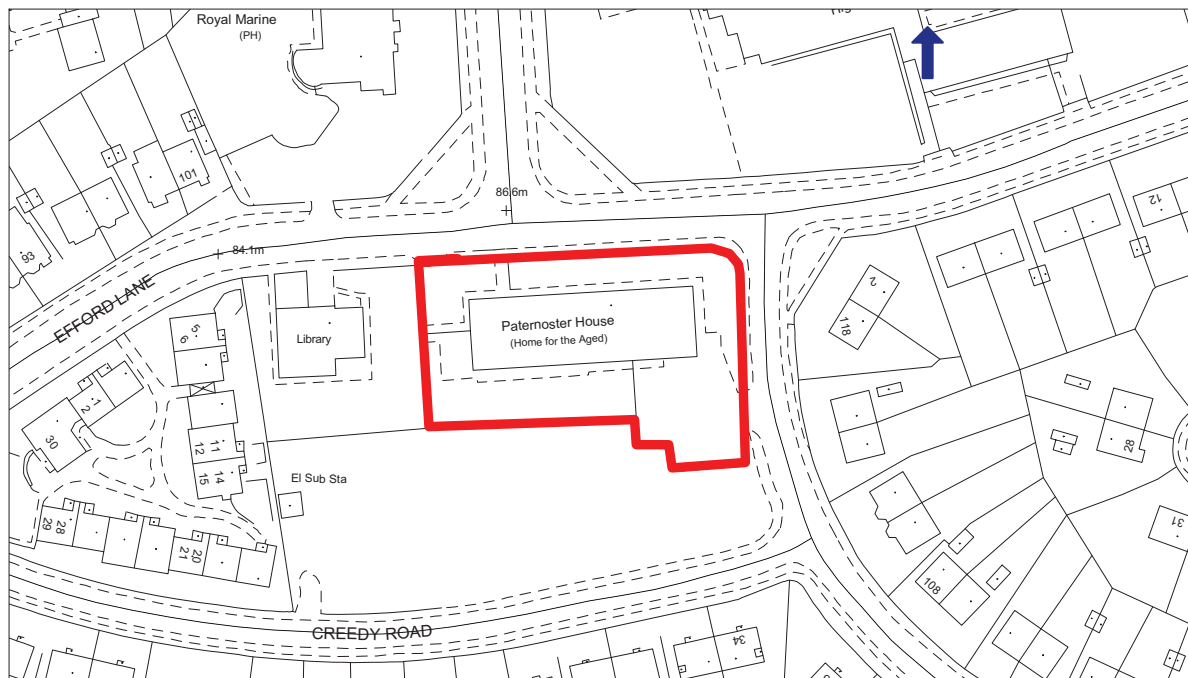 Royal Marine
(PH)
101
86.6m
12
93
84.1m
EFFORD LANE
2
118
5
6
Library
Paternoster House
(Home for the Aged)
1
2
30
11
12
14
15
28
El Sub Sta
29
28
20
21
31
108
CREEDY ROAD
34